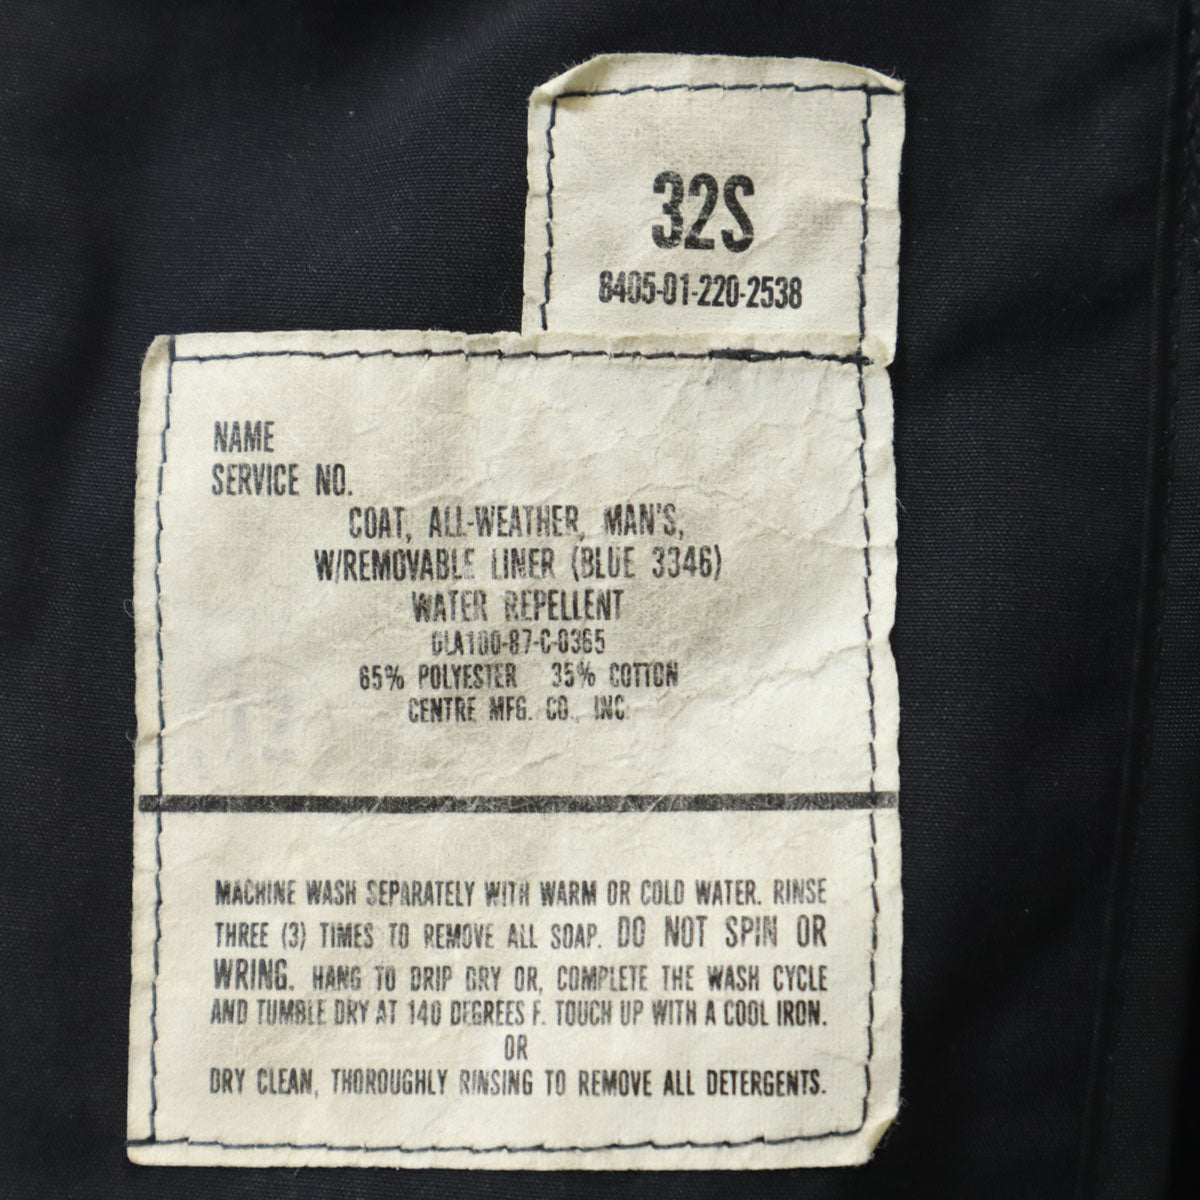 32S
8405-01-220-2538
NAME
SERVICE NO.
COAT, ALL-WEATHER, MAN'S,
W/REMOVABLE LINER (BLUE 3346)
WATER REPELLENT
DLA100-87-C-0365
65% POLYESTER 35% COTTON
CENTRE MFG. CO., INC.
MACHINE WASH SEPARATELY WITH WARM OR COLD WATER. RINSE
THREE (3) TIMES TO REMOVE ALL SOAP. DO NOT SPIN OR
WRING. HANG TO DRIP DRY OR, COMPLETE THE WASH CYCLE
AND TUMBLE DRY AT 140 DEGREES F. TOUCH UP WITH A COOL IRON.
OR
DRY CLEAN, THOROUGHLY RINSING TO REMOVE ALL DETERGENTS.